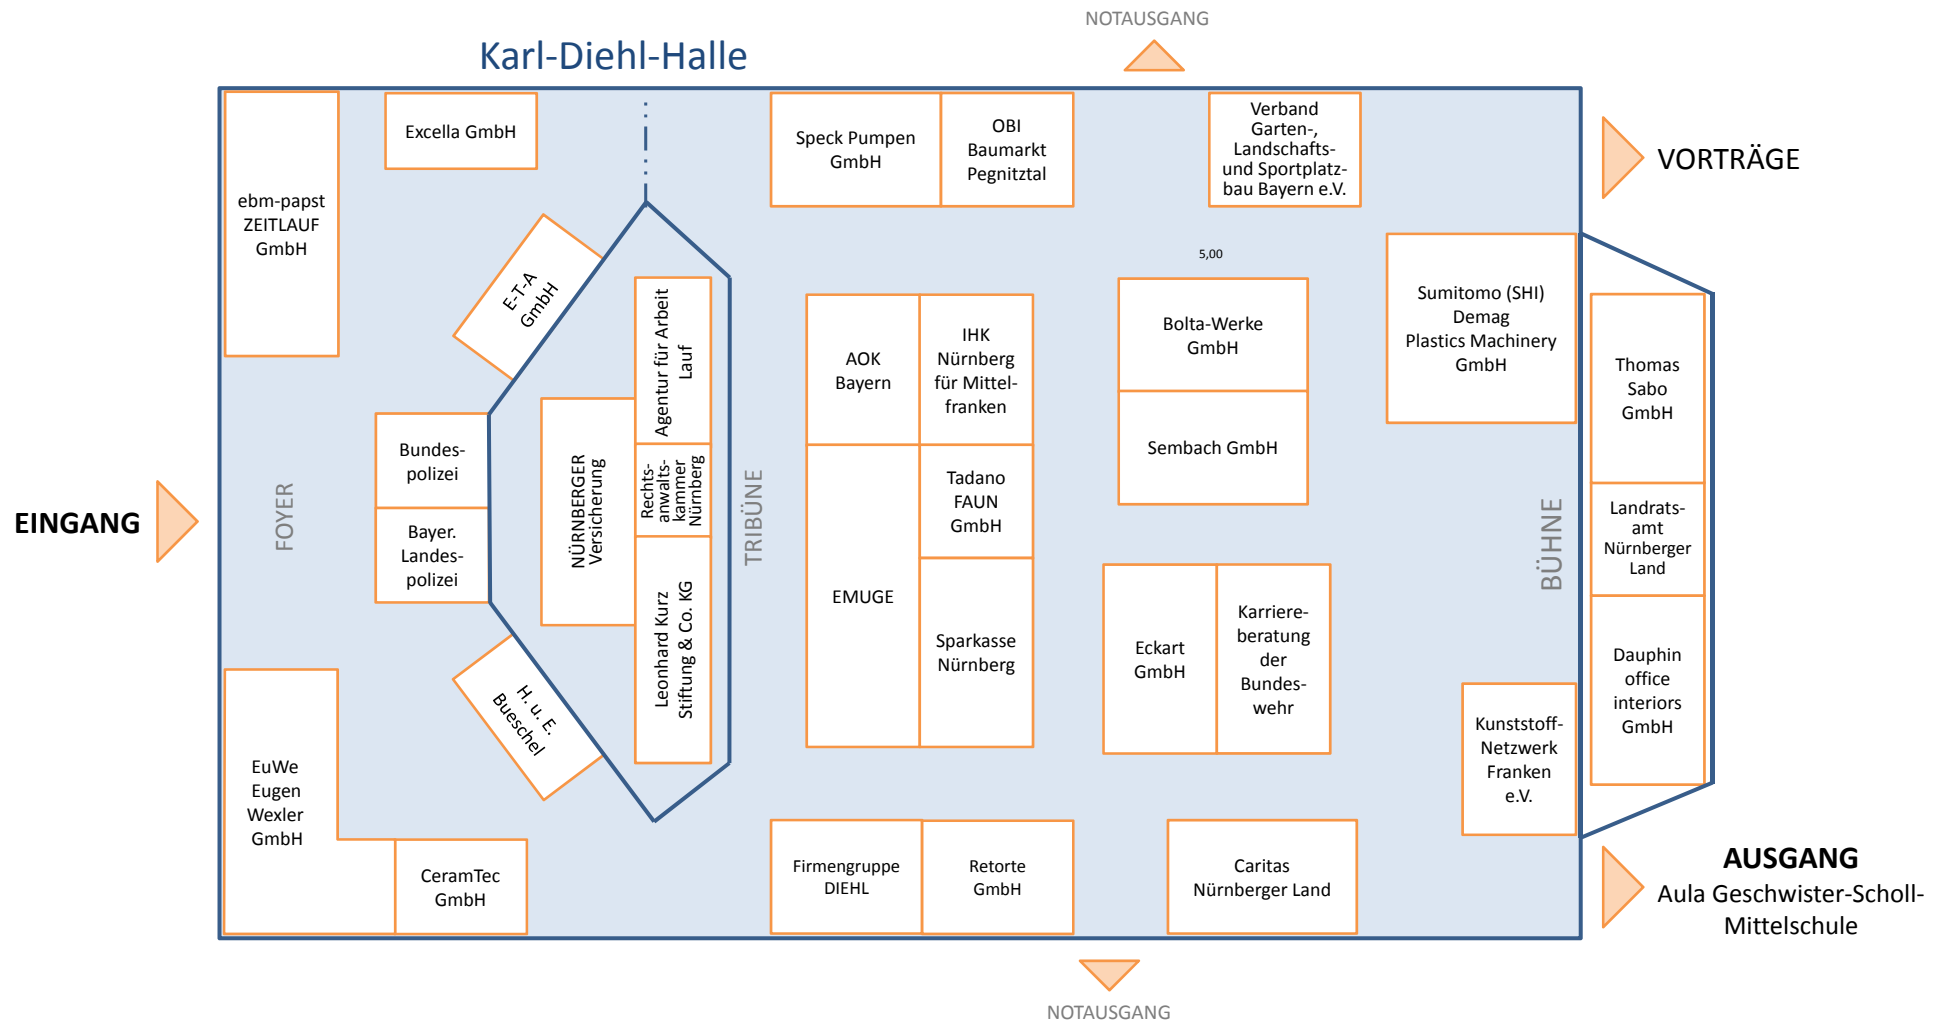 NOTAUSGANG
Karl-Diehl-Halle
Excella GmbH
ebm-papst
ZEITLAUF
GmbH
Speck Pumpen
GmbH
OBI
Baumarkt
Pegnitztal
Verband
Garten-,
Landschafts-
und Sportplatz-
bau Bayern e.V.
VORTRÄGE
E-T-A
GmbH
5,00
Agentur für Arbeit
Lauf
AOK
Bayern
IHK
Nürnberg
für Mittel-
franken
Bolta-Werke
GmbH
Sumitomo (SHI)
Demag
Plastics Machinery
GmbH
Thomas
Sabo
GmbH
Bundes-
polizei
Sembach GmbH
EINGANG
FOYER
Bayer.
Landes-
polizei
NÜRNBERGER
Versicherung
Rechts-
anwalts-
kammer
Nürnberg
TRIBÜNE
Tadano
FAUN
GmbH
BÜHNE
Landrats-
amt
Nürnberger
Land
EMUGE
Leonhard Kurz
Stiftung & Co. KG
Sparkasse
Nürnberg
Eckart
GmbH
Karriere-
beratung
der
Bundes-
wehr
Dauphin
office
interiors
GmbH
H. u. E.
Bueschel
Kunststoff-
Netzwerk
Franken
e.V.
EuWe
Eugen
Wexler
GmbH
CeramTec
GmbH
Firmengruppe
DIEHL
Retorte
GmbH
Caritas
Nürnberger Land
AUSGANG
Aula Geschwister-Scholl-
Mittelschule
NOTAUSGANG